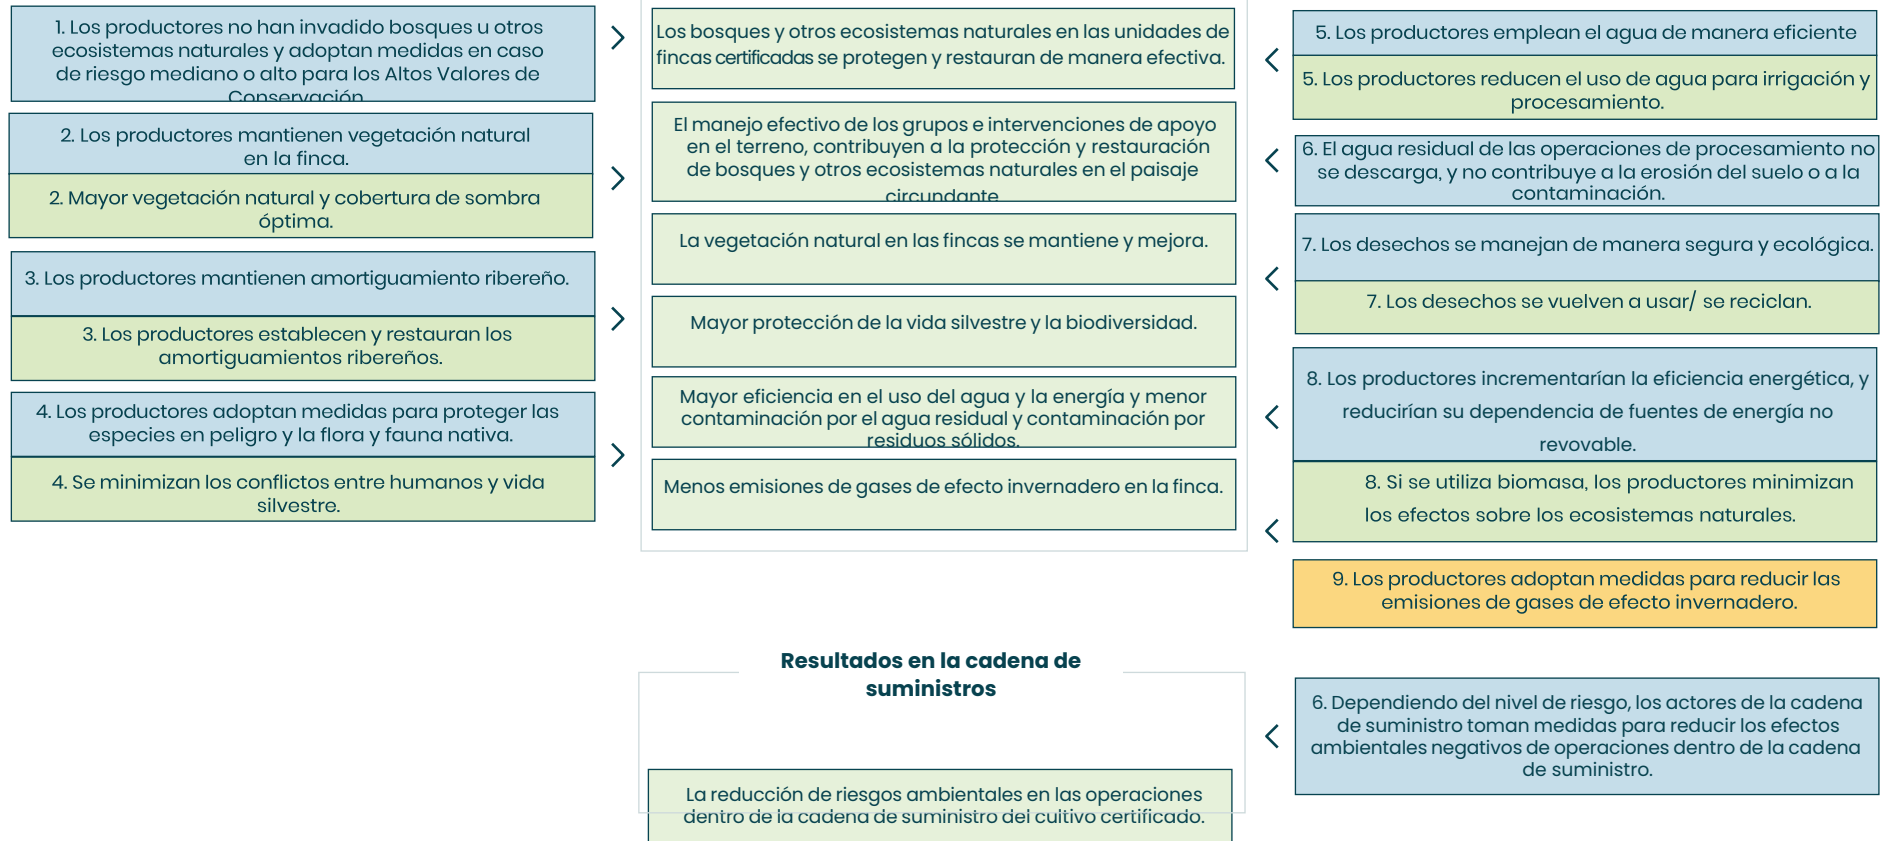 1. Los productores no han invadido bosques u otros
ecosistemas naturales y adoptan medidas en caso
de riesgo mediano o alto para los Altos Valores de
Conservación
2. Los productores mantienen vegetación natural
en la finca.
2. Mayor vegetación natural y cobertura de sombra
óptima.
3. Los productores mantienen amortiguamiento ribereño.
3. Los productores establecen y restauran los
amortiguamientos ribereños.
4. Los productores adoptan medidas para proteger las
especies en peligro y la flora y fauna nativa.
4. Se minimizan los conflictos entre humanos y vida
silvestre.
Los bosques y otros ecosistemas naturales en las unidades de
fincas certificadas se protegen y restauran de manera efectiva.
El manejo efectivo de los grupos e intervenciones de apoyo
en el terreno, contribuyen a la protección y restauración
de bosques y otros ecosistemas naturales en el paisaje
circundante
La vegetación natural en las fincas se mantiene y mejora.
Mayor protección de la vida silvestre y la biodiversidad.
Mayor eficiencia en el uso del agua y la energía y menor
contaminación por el agua residual y contaminación por
residuos sólidos.
Menos emisiones de gases de efecto invernadero en la finca.
5. Los productores emplean el agua de manera eficiente
5. Los productores reducen el uso de agua para irrigación y
procesamiento.
6. El agua residual de las operaciones de procesamiento no
se descarga, y no contribuye a la erosión del suelo o a la
contaminación.
7. Los desechos se manejan de manera segura y ecológica.
7. Los desechos se vuelven a usar/ se reciclan.
8. Los productores incrementarían la eficiencia energética, y
reducirían su dependencia de fuentes de energía no
revovable.
8. Si se utiliza biomasa, los productores minimizan
los efectos sobre los ecosistemas naturales.
9. Los productores adoptan medidas para reducir las
emisiones de gases de efecto invernadero.
Resultados en la cadena de
suministros
La reducción de riesgos ambientales en las operaciones
dentro de la cadena de suministro del cultivo certificado.
6. Dependiendo del nivel de riesgo, los actores de la cadena
de suministro toman medidas para reducir los efectos
ambientales negativos de operaciones dentro de la cadena
de suministro.